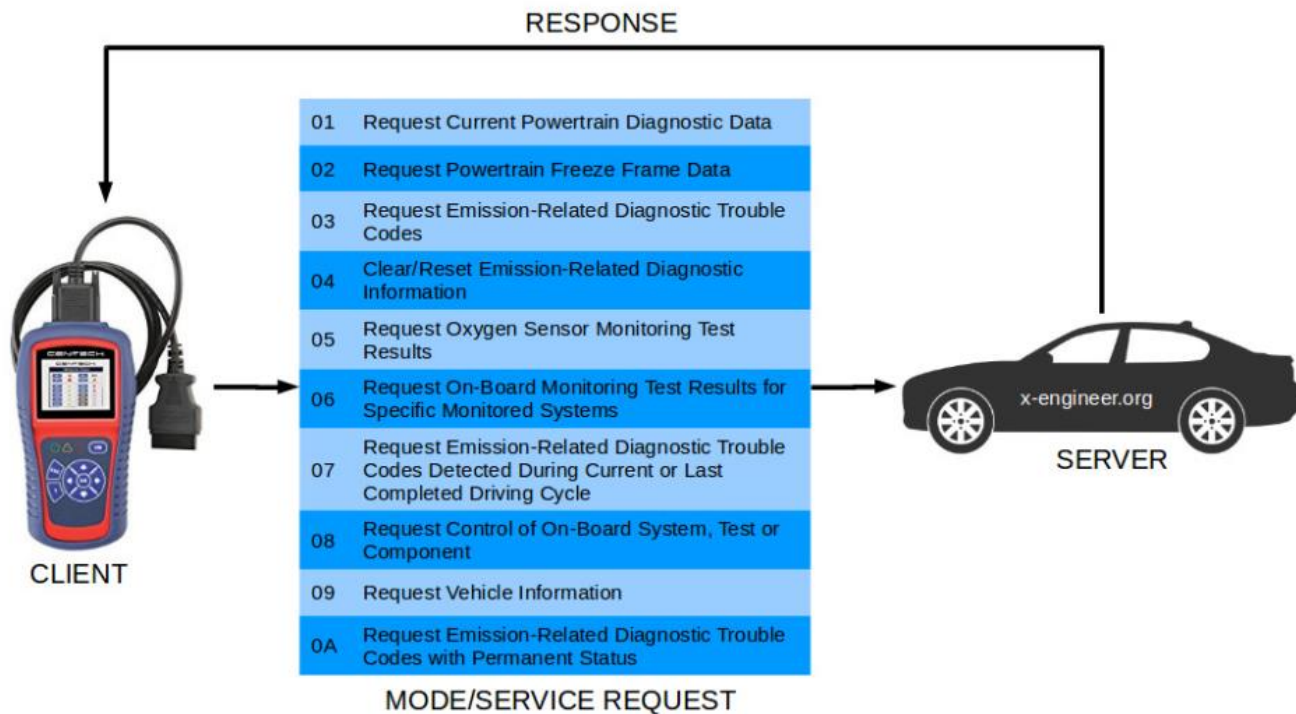 RESPONSE
01 Request Current Powertrain Diagnostic Data
02 Request Powertrain Freeze Frame Data
03 Request Emission-Related Diagnostic Trouble
Codes
04 Clear/Reset Emission-Related Diagnostic
Information
05 Request Oxygen Sensor Monitoring Test
Results
06 Request On-Board Monitoring Test Results for
Specific Monitored Systems
07 Request Emission-Related Diagnostic Trouble
Codes Detected During Current or Last
Completed Driving Cycle
08 Request Control of On-Board System, Test or
Component
09 Request Vehicle Information
0A Request Emission-Related Diagnostic Trouble
Codes with Permanent Status
MODE/SERVICE REQUEST
CENTECH
CENTECH
CLIENT
x-engineer.org
SERVER